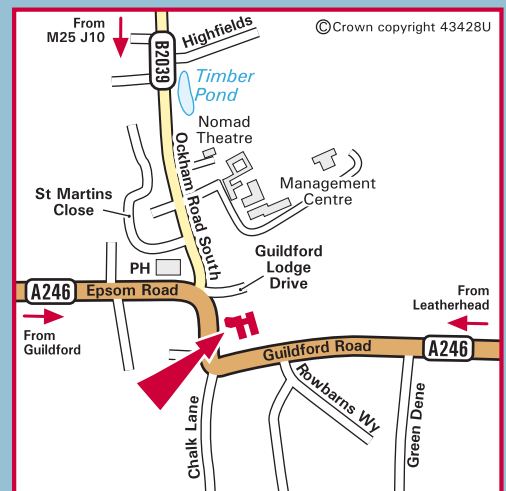 From
M25 J10
B2039
Highfields
©Crown copyright 43428U
Timber
Pond
Nomad
Theatre
Ockham Road South
Management
Centre
St Martins
Close
Guildford
Lodge
Drive
PH
A246
Epsom Road
From
Guildford
From
Leatherhead
Guildford Road
A246
Rowbarns Wy
Chalk Lane
Green Dene